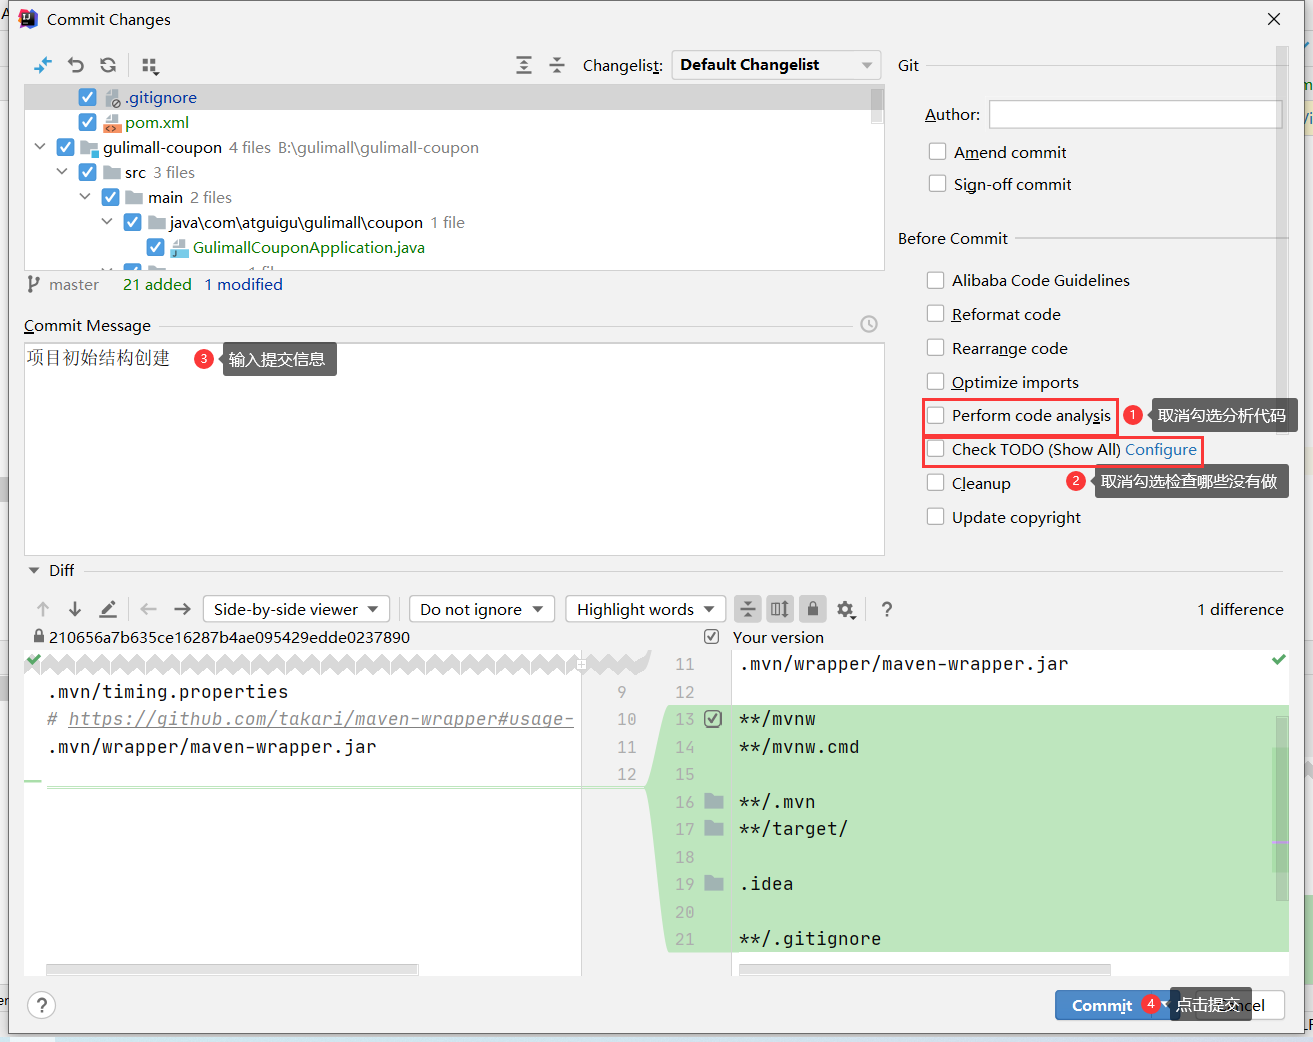 Commit Changes
Changelist:
Default Changelist
.gitignore
pom.xml
gulimall-coupon 4 files B:\gulimall\gulimall-coupon
src 3 files
main 2 files
java\com\atguigu\gulimall\coupon 1 file
GulimallCouponApplication.java
master 21 added 1 modified
Commit Message
项目初始结构创建
3 输入提交信息
Git
Author:
Amend commit
Sign-off commit
Before Commit
Alibaba Code Guidelines
Reformat code
Rearrange code
Optimize imports
Perform code analysis
1 取消勾选分析代码
Check TODO (Show All) Configure
2 取消勾选检查哪些没有做
Cleanup
Update copyright
Diff
Side-by-side viewer
Do not ignore
Highlight words
?
1 difference
210656a7b635ce16287b4ae095429edde0237890
Your version
.mvn/timing.properties 9
# https://github.com/takari/maven-wrapper#usage- 10
.mvn/wrapper/maven-wrapper.jar 11
12
11 .mvn/wrapper/maven-wrapper.jar
12
13 **/mvnw
14 **/mvnw.cmd
15
16 **/.mvn
17 **/target/
18
19 .idea
20
21 **/.gitignore
?
Commit 4 点击提交